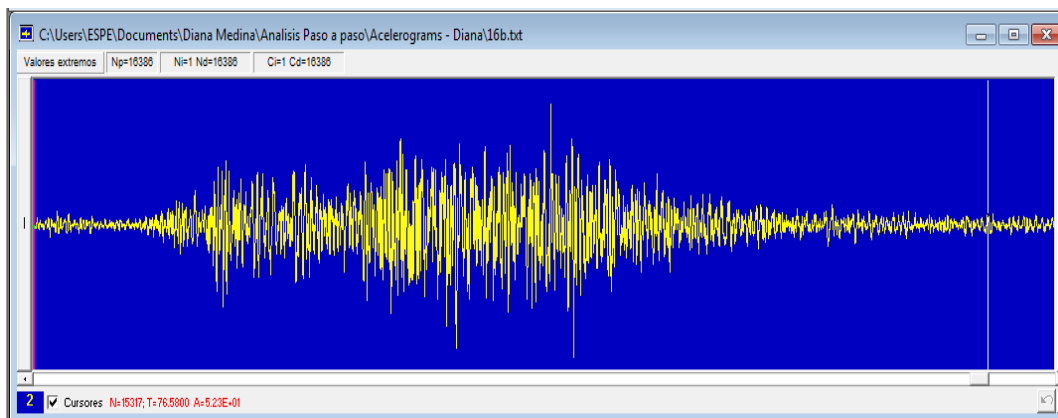 C:\Users\ESPE\Documents\Diana Medina\Analisis Paso a paso\Acelerograms - Diana\16b.txt
Valores extremos Np=16386 Ni=1 Nd=16386 Ci=1 Cd=16386
2 Cursores N=15317; T=76.5800 A=5.23E+01